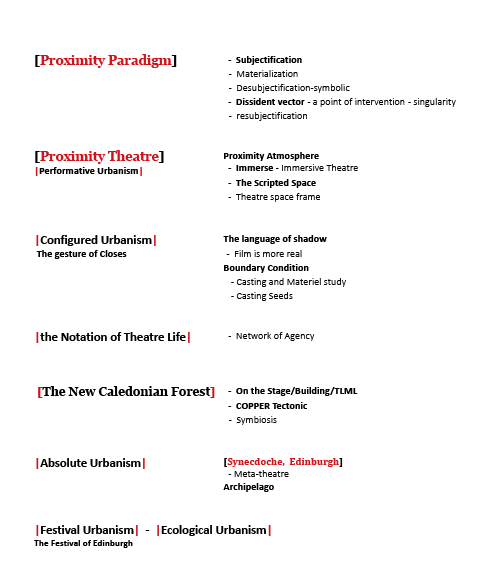 [Proximity Paradigm]
- Subjectification
- Materialization
- Desubjectification-symbolic
- Dissident vector - a point of intervention - singularity
- resubjectification
[Proximity Theatre]
|Performative Urbanism|
Proximity Atmosphere
- Immerse - Immersive Theatre
- The Scripted Space
- Theatre space frame
|Configured Urbanism|
The gesture of Closes
The language of shadow
- Film is more real
Boundary Condition
- Casting and Materiel study
- Casting Seeds
|the Notation of Theatre Life|
- Network of Agency
[The New Caledonian Forest]
- On the Stage/Building/TLML
- COPPER Tectonic
- Symbiosis
|Absolute Urbanism|
[Synecdoche, Edinburgh]
- Meta-theatre
Archipelago
|Festival Urbanism| - |Ecological Urbanism|
The Festival of Edinburgh